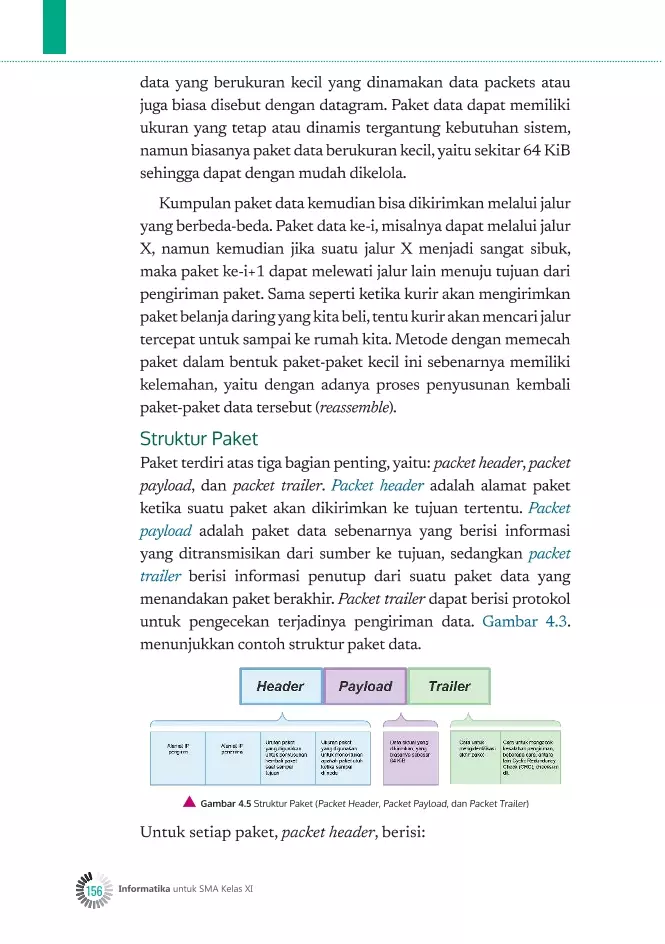 data yang berukuran kecil yang dinamakan data packets atau
juga biasa disebut dengan datagram. Paket data dapat memiliki
ukuran yang tetap atau dinamis tergantung kebutuhan sistem,
namun biasanya paket data berukuran kecil, yaitu sekitar 64 KiB
sehingga dapat dengan mudah dikelola.
Kumpulan paket data kemudian bisa dikirimkan melalui jalur
yang berbeda-beda. Paket data ke-i, misalnya dapat melalui jalur
X, namun kemudian jika suatu jalur X menjadi sangat sibuk,
maka paket ke-i+1 dapat melewati jalur lain menuju tujuan dari
pengiriman paket. Sama seperti ketika kurir akan mengirimkan
paket belanja daring yang kita beli, tentu kurir akan mencari jalur
tercepat untuk sampai ke rumah kita. Metode dengan memecah
paket dalam bentuk paket-paket kecil ini sebenarnya memiliki
kelemahan, yaitu dengan adanya proses penyusunan kembali
paket-paket data tersebut (reassemble).
Struktur Paket
Paket terdiri atas tiga bagian penting, yaitu: packet header, packet
payload, dan packet trailer. Packet header adalah alamat paket
ketika suatu paket akan dikirimkan ke tujuan tertentu. Packet
payload adalah paket data sebenarnya yang berisi informasi
yang ditransmisikan dari sumber ke tujuan, sedangkan packet
trailer berisi informasi penutup dari suatu paket data yang
menandakan paket berakhir. Packet trailer dapat berisi protokol
untuk pengecekan terjadinya pengiriman data. Gambar 4.3.
menunjukkan contoh struktur paket data.
Header Payload Trailer
Alamat IP
pengirim
Alamat IP
penerima
Urutan paket
yang digunakan
untuk penyusunan
kembali paket
saat sampai
tujuan
Ukuran paket
yang digunakan
untuk menentukan
apakah paket utuh
ketika sampai
di node
Data aktual yang
dikirimkan, yang
biasanya sebesar
64 KiB
Cara untuk
mengidentifikasi
akhir paket
Cara untuk mengecek
kesalahan pengiriman,
beberapa cara, antara
lain Cyclic Redundancy
Check (CRC), checksum
dll.
Gambar 4.5 Struktur Paket (Packet Header, Packet Payload, dan Packet Trailer)
Untuk setiap paket, packet header, berisi:
156 Informatika untuk SMA Kelas XI